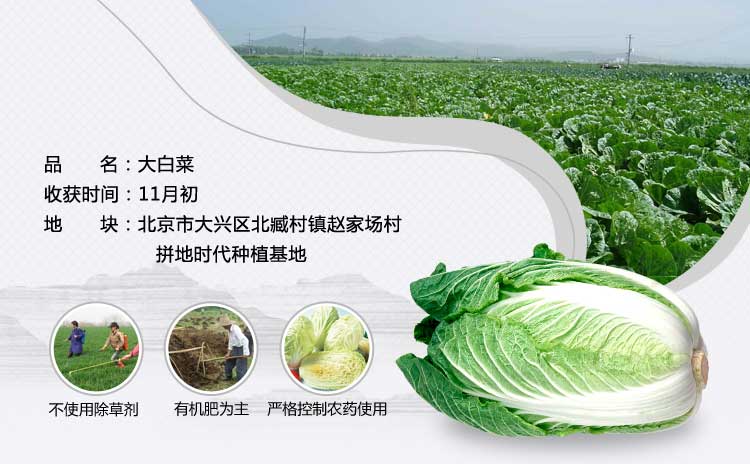 品　　名：大白菜
收获时间：11月初
地　　块：北京市大兴区北臧村镇赵家场村
拼地时代种植基地
不使用除草剂
有机肥为主
严格控制农药使用